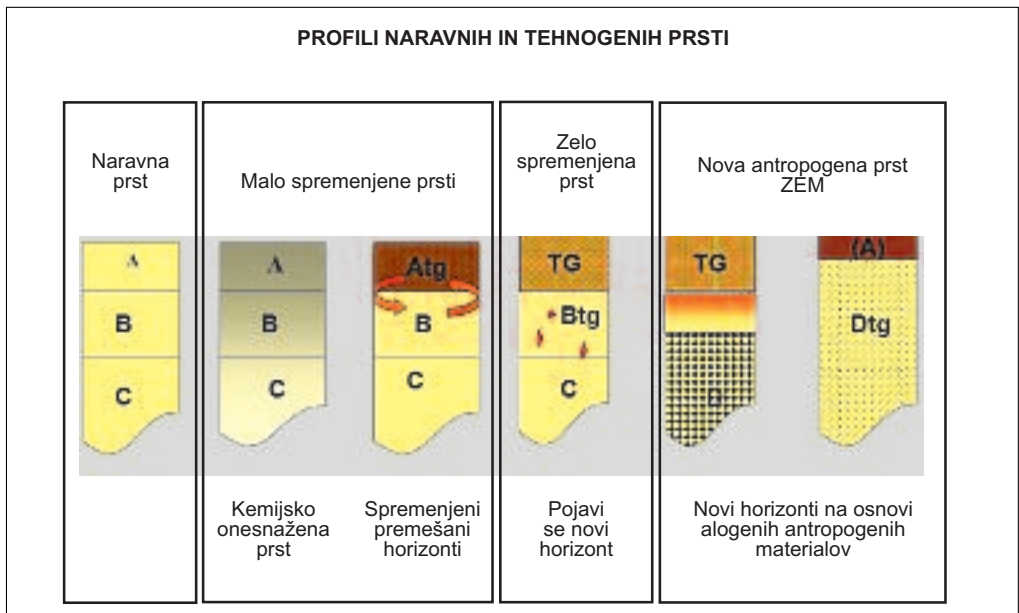 PROFILI NARAVNIH IN TEHNOGENIH PRSTI
Naravna
prst
Malo spremenjene prsti
Zelo
spremenjena
prst
Nova antropogena prst
ZEM
A
B
C
A
B
C
Atg
B
C
TG
Btg
C
TG
(A)
Dtg
Kemijsko
onesnažena
prst
Spremenjeni
premešani
horizonti
Pojavi
se novi
horizont
Novi horizonti na osnovi
alogenih antropogenih
materialov